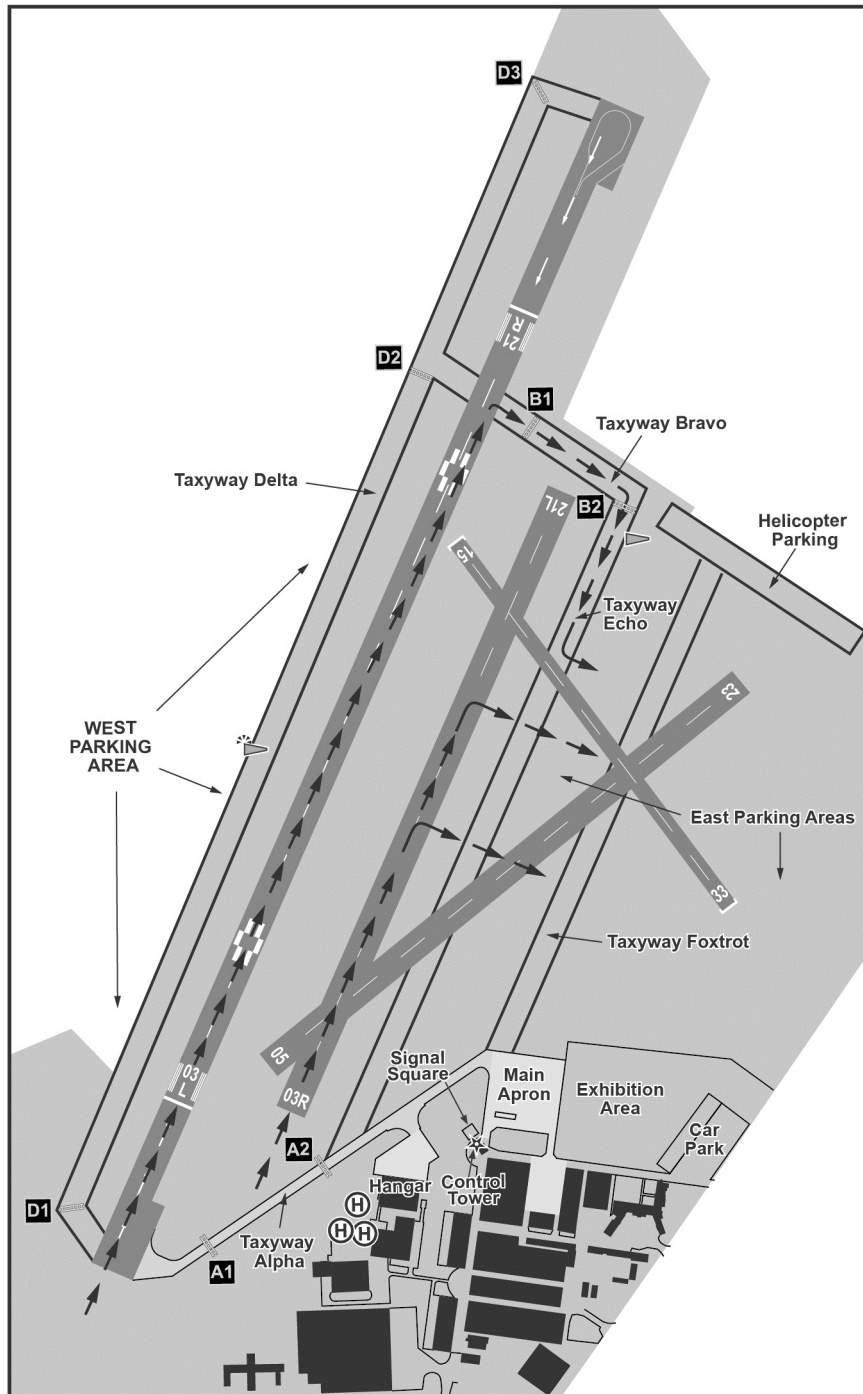 D3
21
R
D2
B1
Taxyway Bravo
Taxyway Delta
21L
B2
Helicopter
Parking
15
Taxyway
Echo
23
WEST
PARKING
AREA
East Parking Areas
33
Taxyway Foxtrot
05
03
L
03R
Signal
Square
Main
Apron
Exhibition
Area
Car
Park
A2
Hangar
Control
Tower
D1
H
H
H
Taxyway
Alpha
A1